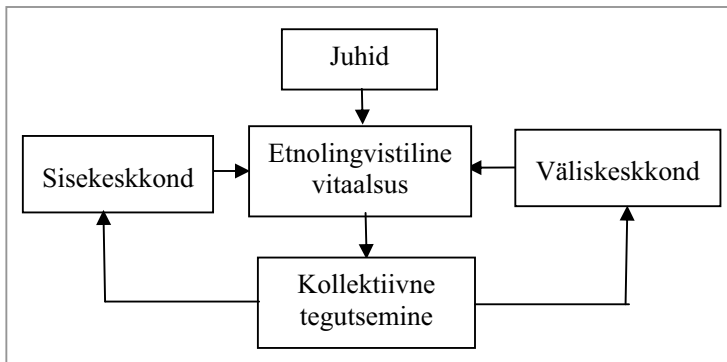 Juhid
Sisekeskkond
Etnolingvistiline
vitaalsus
Väliskeskkond
Kollektiivne
tegutsemine